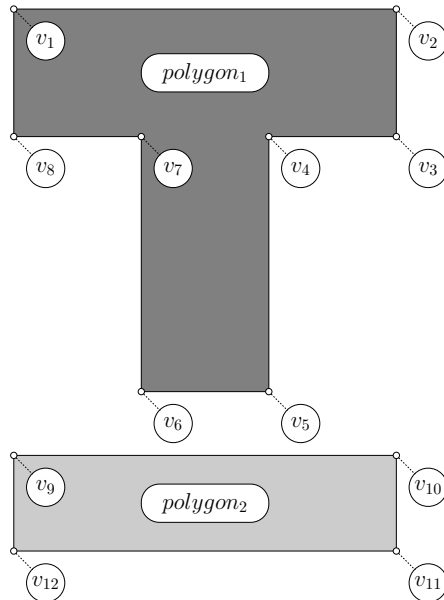 v1 v2
polygon1
v8 v7 v4 v3
v6 v5
v9 v10
polygon2
v12 v11